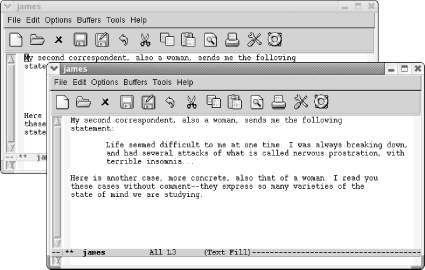 james
File Edit Options Buffers Tools Help
My second correspondent, also a woman, sends me the following
state
Here
these
state
-- ** ja
james
File Edit Options Buffers Tools Help
My second correspondent, also a woman, sends me the following
statement:
Life seemed difficult to me at one time. I was always breaking down,
and had several attacks of what is called nervous prostration, with
terrible insomnia...
Here is another case, more concrete, also that of a woman. I read you
these cases without comment--they express so many varieties of the
state of mind we are studying.
-- ** james All L3 (Text Fill)--------------------------------------------